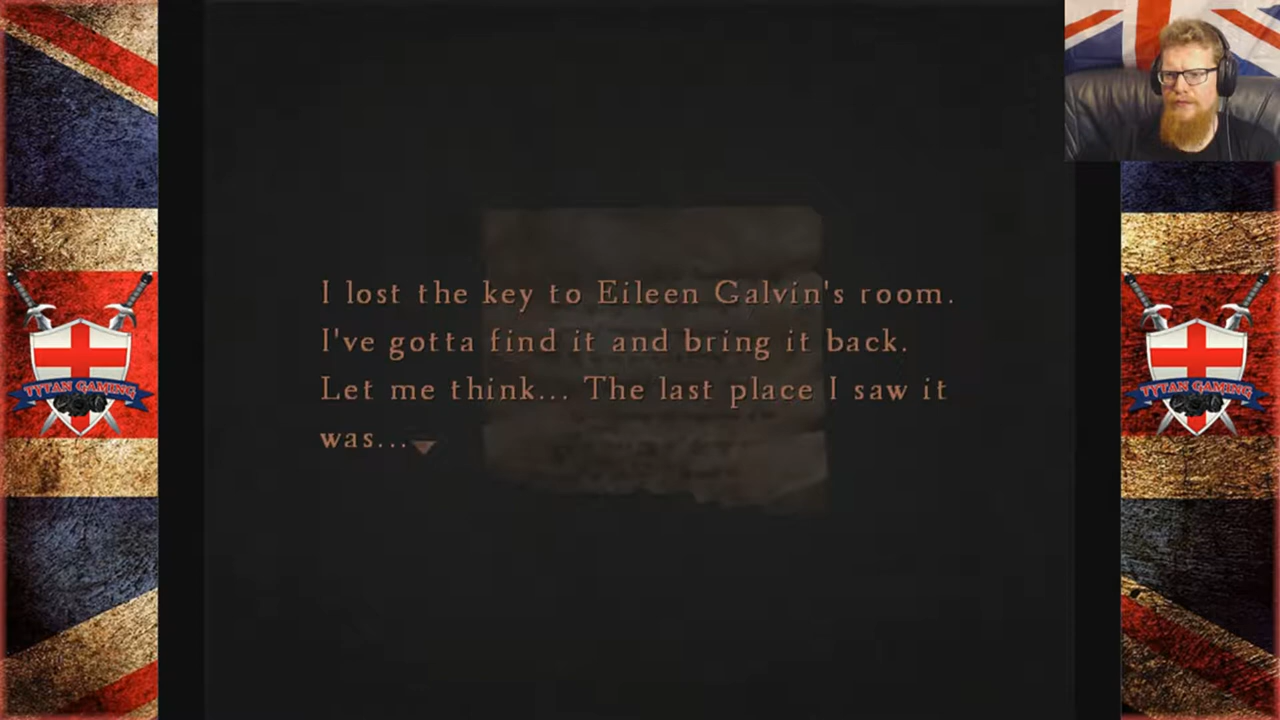 I lost the key to Eileen Galvin's room.
I've gotta find it and bring it back.
Let me think... The last place I saw it
was...
TYTAN GAMING
TYTAN GAMING